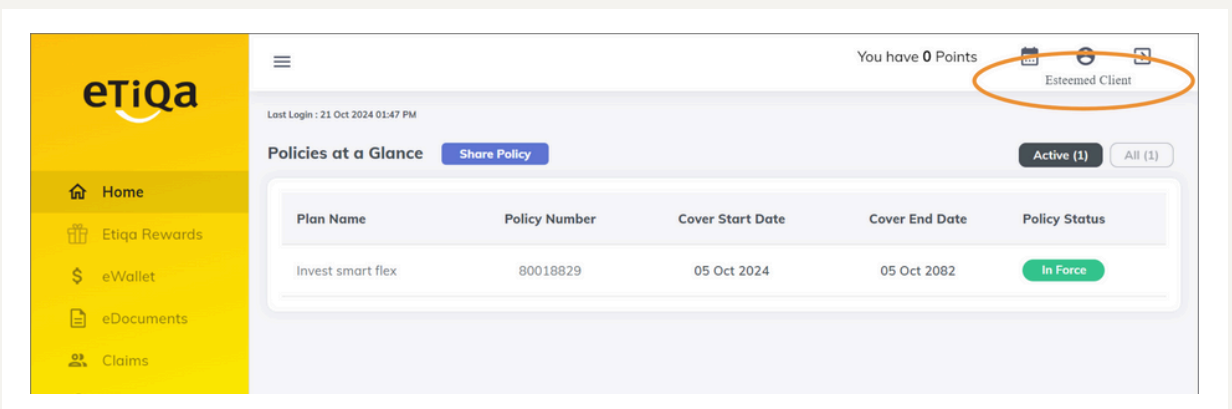 eTiQa
You have 0 Points
Esteemed Client
Last Login : 21 Oct 2024 01:47 PM
Policies at a Glance Share Policy Active (1) All (1)
Home
Etiqa Rewards
eWallet
eDocuments
Claims
Plan Name Policy Number Cover Start Date Cover End Date Policy Status
Invest smart flex 80018829 05 Oct 2024 05 Oct 2082 In Force